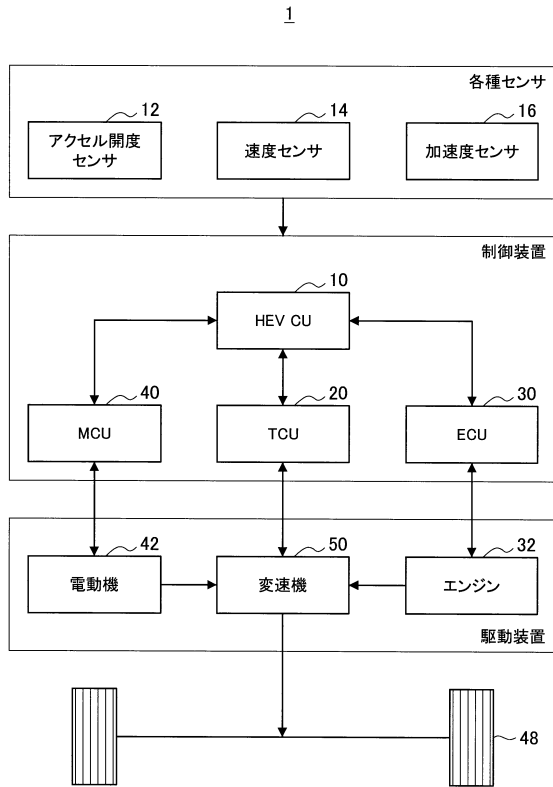 1
各種センサ
12
アクセル開度
センサ
14
速度センサ
16
加速度センサ
制御装置
10
HEV CU
40
MCU
20
TCU
30
ECU
42
電動機
50
変速機
32
エンジン
駆動装置
48